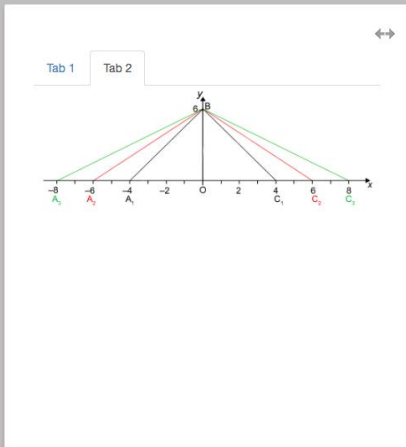 Tab 1 Tab 2
y
6 B
–8 –6 –4 –2 O 2 4 6 8 x
A₃ A₂ A₁ C₁ C₂ C₃